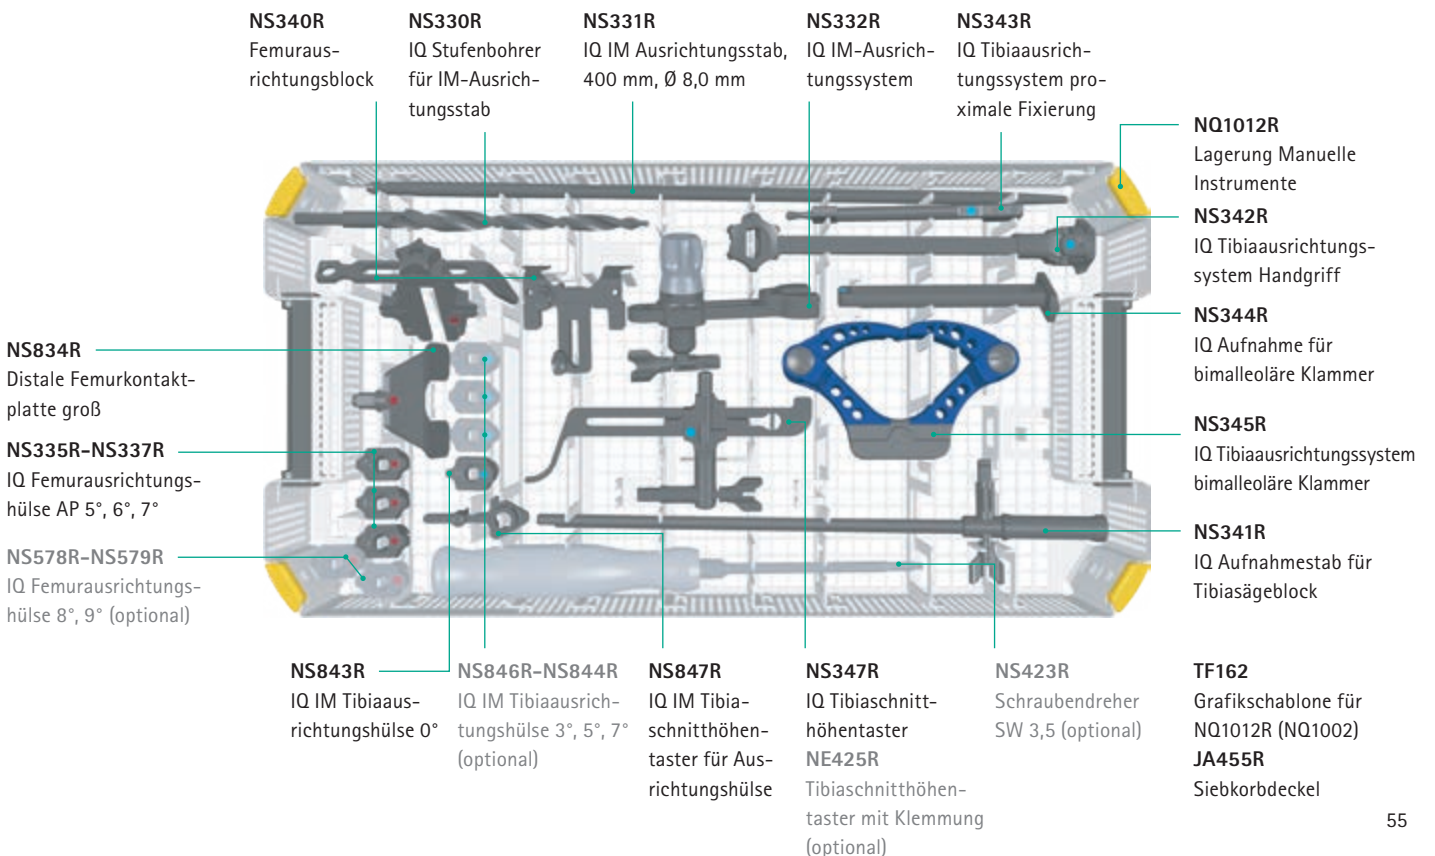 NS340R
Femuraus-
richtungsblock
NS330R
IQ Stufenbohrer
für IM-Ausrich-
tungsstab
NS331R
IQ IM Ausrichtungsstab,
400 mm, Ø 8,0 mm
NS332R
IQ IM-Ausrich-
tungssystem
NS343R
IQ Tibiaausrich-
tungssystem pro-
ximale Fixierung
NQ1012R
Lagerung Manuelle
Instrumente
NS342R
IQ Tibiaausrichtungs-
system Handgriff
NS344R
IQ Aufnahme für
bimalleoläre Klammer
NS345R
IQ Tibiaausrichtungssystem
bimalleoläre Klammer
NS341R
IQ Aufnahmestab für
Tibiasägeblock
NS834R
Distale Femurkontakt-
platte groß
NS335R-NS337R
IQ Femurausrichtungs-
hülse AP 5°, 6°, 7°
NS578R-NS579R
IQ Femurausrichtungs-
hülse 8°, 9° (optional)
NS843R
IQ IM Tibiaaus-
richtungshülse 0°
NS846R-NS844R
IQ IM Tibiaausrich-
tungshülse 3°, 5°, 7°
(optional)
NS847R
IQ IM Tibia-
schnitthöhen-
taster für Aus-
richtungshülse
NS347R
IQ Tibiaschnitt-
höhentaster
NE425R
Tibiaschnitthöhen-
taster mit Klemmung
(optional)
NS423R
Schraubendreher
SW 3,5 (optional)
TF162
Grafikschablone für
NQ1012R (NQ1002)
JA455R
Siebkorbdeckel
55